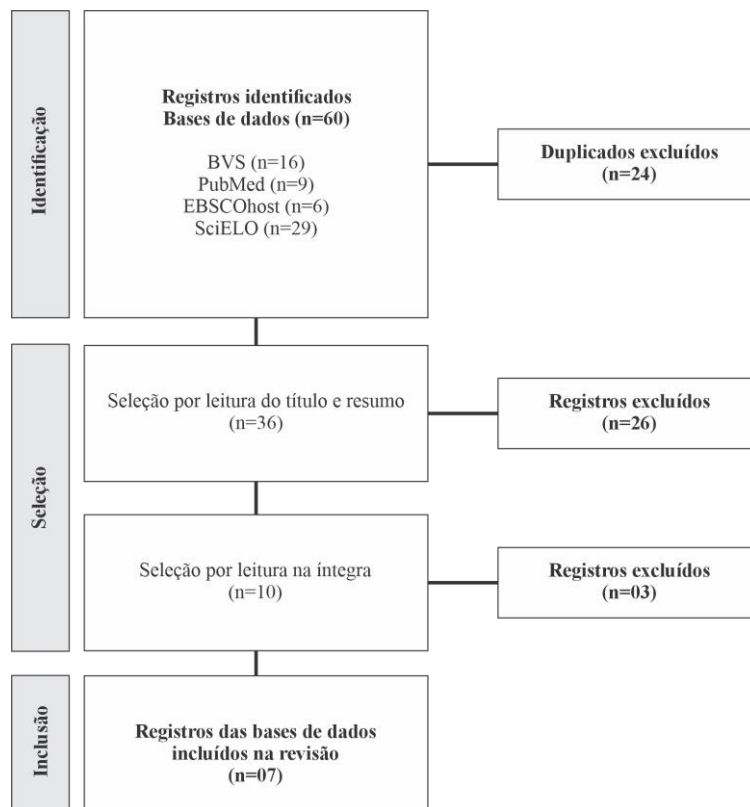 Identificação
Registros identificados
Bases de dados (n=60)
BVS (n=16)
PubMed (n=9)
EBSCOhost (n=6)
SciELO (n=29)
Duplicados excluídos
(n=24)
Seleção
Seleção por leitura do título e resumo
(n=36)
Registros excluídos
(n=26)
Seleção por leitura na íntegra
(n=10)
Registros excluídos
(n=03)
Inclusão
Registros das bases de dados
incluídos na revisão
(n=07)